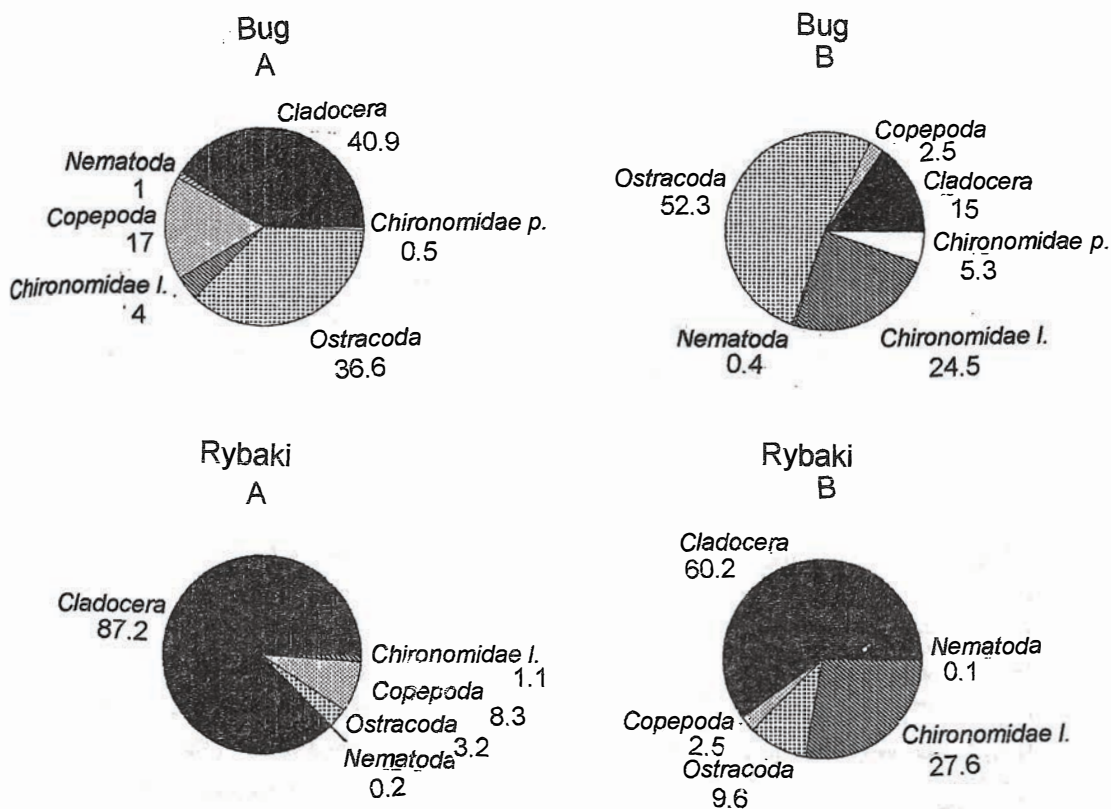 Bug
A
Cladocera
40.9
Nematoda
1
Copepoda
17
Chironomidae p.
0.5
Chironomidae l.
4
Ostracoda
36.6
Bug
B
Copepoda
2.5
Ostracoda
52.3
Cladocera
15
Chironomidae p.
5.3
Nematoda
0.4
Chironomidae l.
24.5
Rybaki
A
Cladocera
87.2
Chironomidae l.
1.1
Copepoda
8.3
Ostracoda
3.2
Nematoda
0.2
Rybaki
B
Cladocera
60.2
Nematoda
0.1
Copepoda
2.5
Chironomidae l.
27.6
Ostracoda
9.6